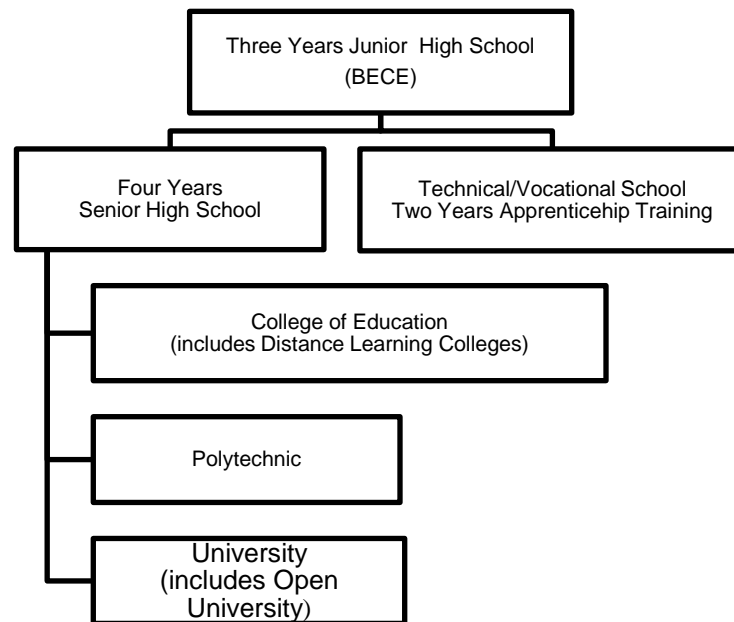 Three Years Junior High School
(BECE)
Four Years
Senior High School
Technical/Vocational School
Two Years Apprenticehip Training
College of Education
(includes Distance Learning Colleges)
Polytechnic
University
(includes Open
University)